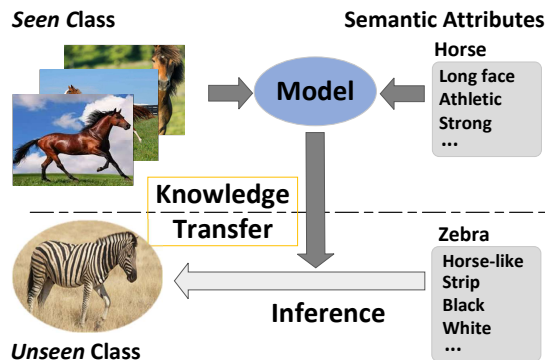 Seen Class
Semantic Attributes
Horse
Long face
Athletic
Strong
...
Model
Knowledge
Transfer
Zebra
Horse-like
Strip
Black
White
...
Inference
Unseen Class